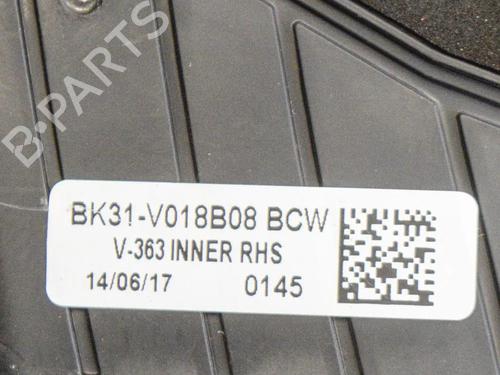 B-PARTS
BK31-V018B08 BCW
V-363 INNER RHS
14/06/17 0145